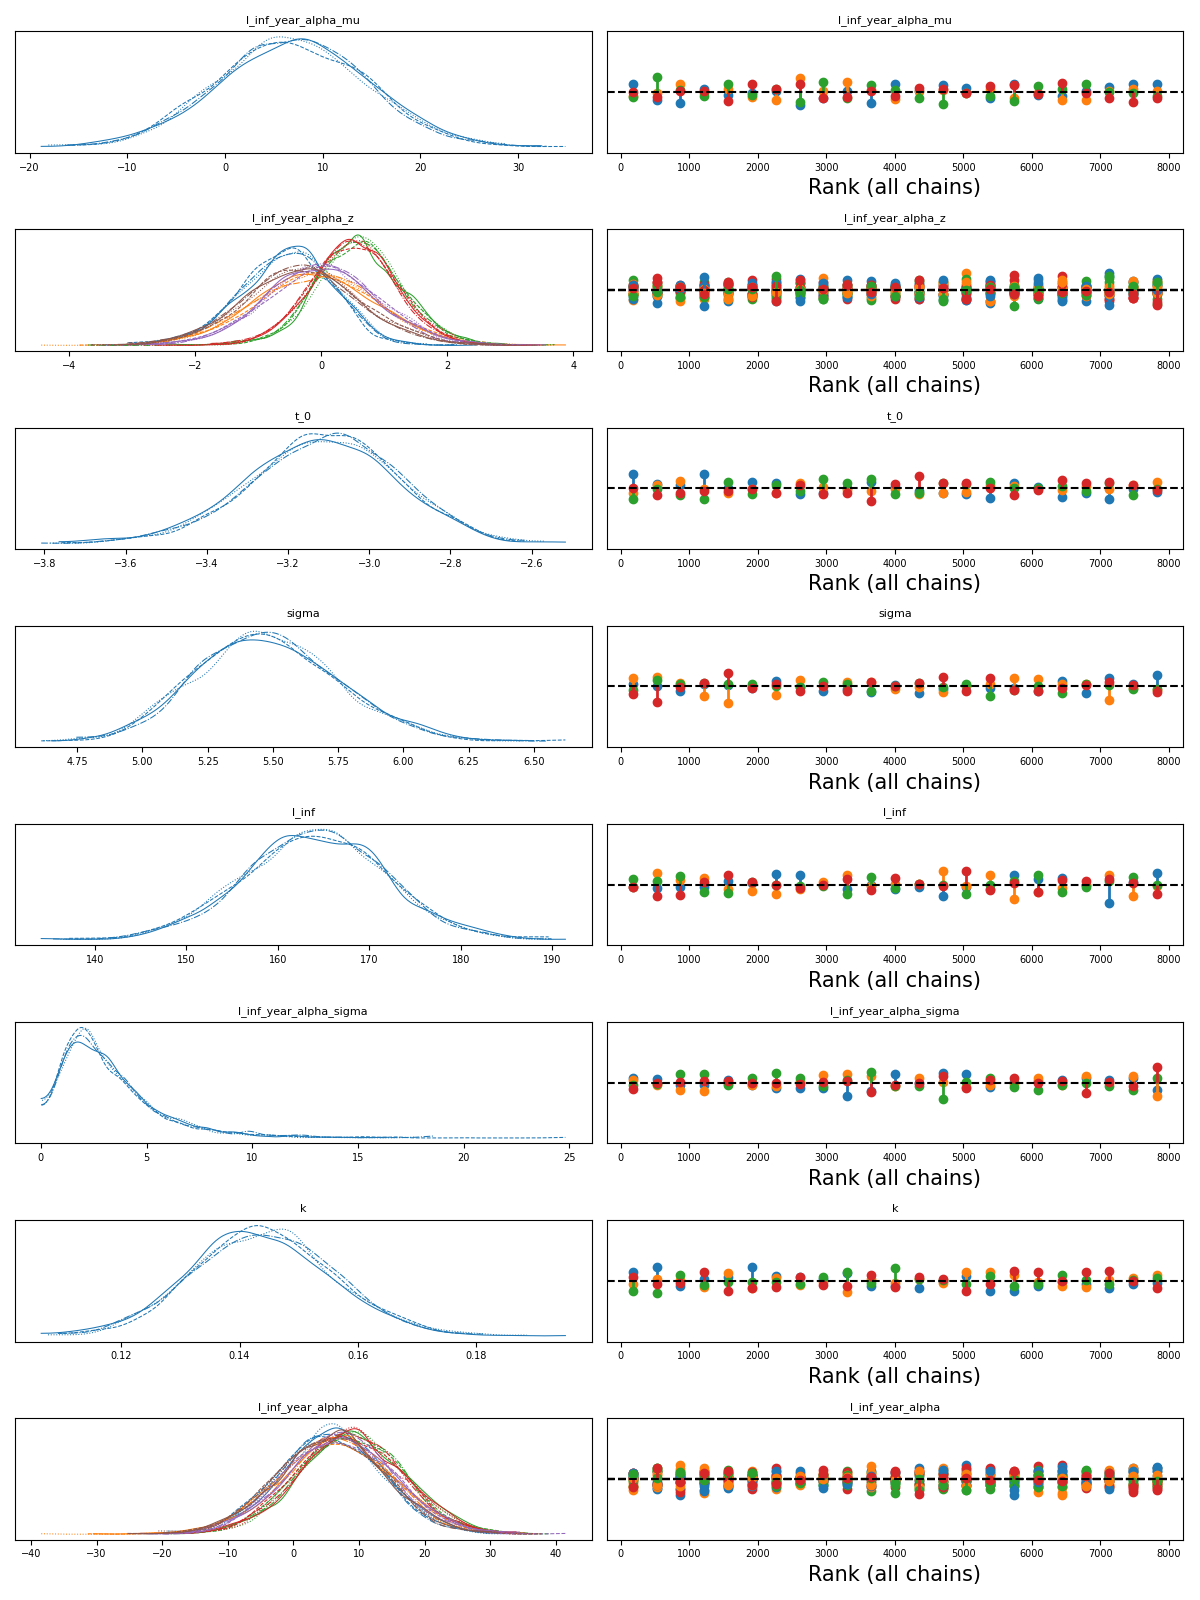 l_inf_year_alpha_mu l_inf_year_alpha_mu
−20 −10 0 10 20 30 0 1000 2000 3000 4000 5000 6000 7000 8000
Rank (all chains)
l_inf_year_alpha_z l_inf_year_alpha_z
−4 −2 0 2 4 0 1000 2000 3000 4000 5000 6000 7000 8000
Rank (all chains)
t_0 t_0
−3.8 −3.6 −3.4 −3.2 −3.0 −2.8 −2.6 0 1000 2000 3000 4000 5000 6000 7000 8000
Rank (all chains)
sigma sigma
4.75 5.00 5.25 5.50 5.75 6.00 6.25 6.50 0 1000 2000 3000 4000 5000 6000 7000 8000
Rank (all chains)
l_inf l_inf
140 150 160 170 180 190 0 1000 2000 3000 4000 5000 6000 7000 8000
Rank (all chains)
l_inf_year_alpha_sigma l_inf_year_alpha_sigma
0 5 10 15 20 25 0 1000 2000 3000 4000 5000 6000 7000 8000
Rank (all chains)
k k
0.12 0.14 0.16 0.18 0 1000 2000 3000 4000 5000 6000 7000 8000
Rank (all chains)
l_inf_year_alpha l_inf_year_alpha
−40 −30 −20 −10 0 10 20 30 40 0 1000 2000 3000 4000 5000 6000 7000 8000
Rank (all chains)